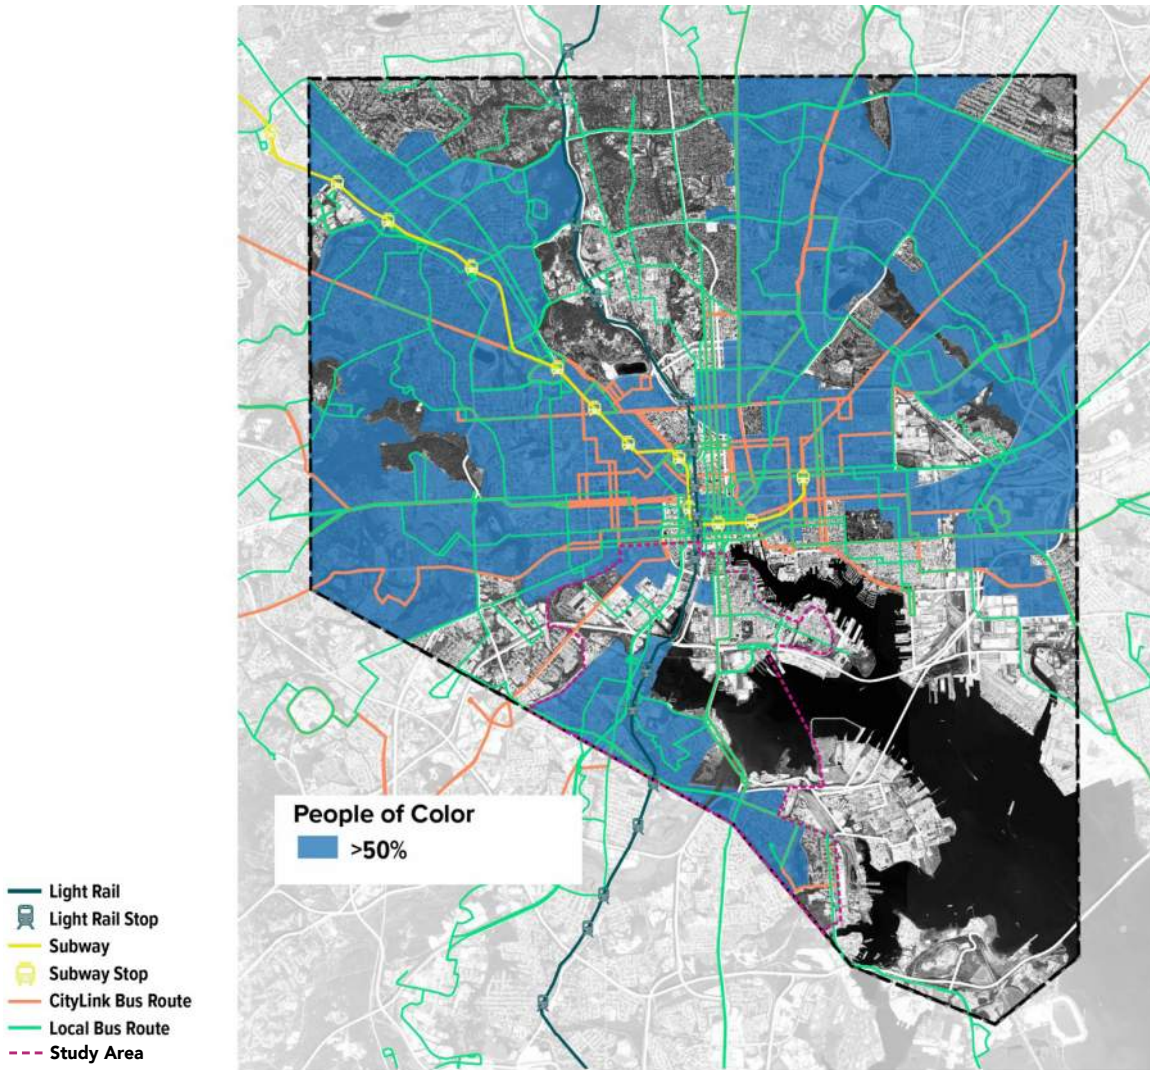 People of Color
>50%
Light Rail
Light Rail Stop
Subway
Subway Stop
CityLink Bus Route
Local Bus Route
Study Area